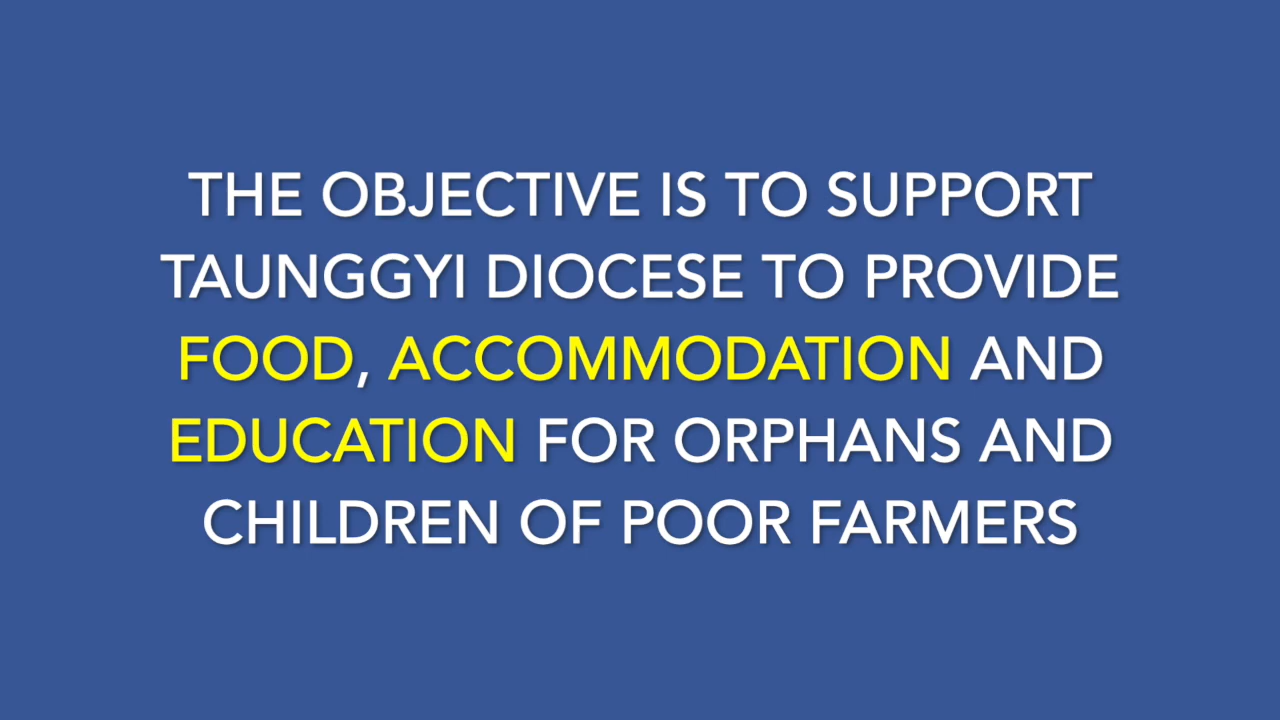 THE OBJECTIVE IS TO SUPPORT
TAUNGGYI DIOCESE TO PROVIDE
FOOD, ACCOMMODATION AND
EDUCATION FOR ORPHANS AND
CHILDREN OF POOR FARMERS